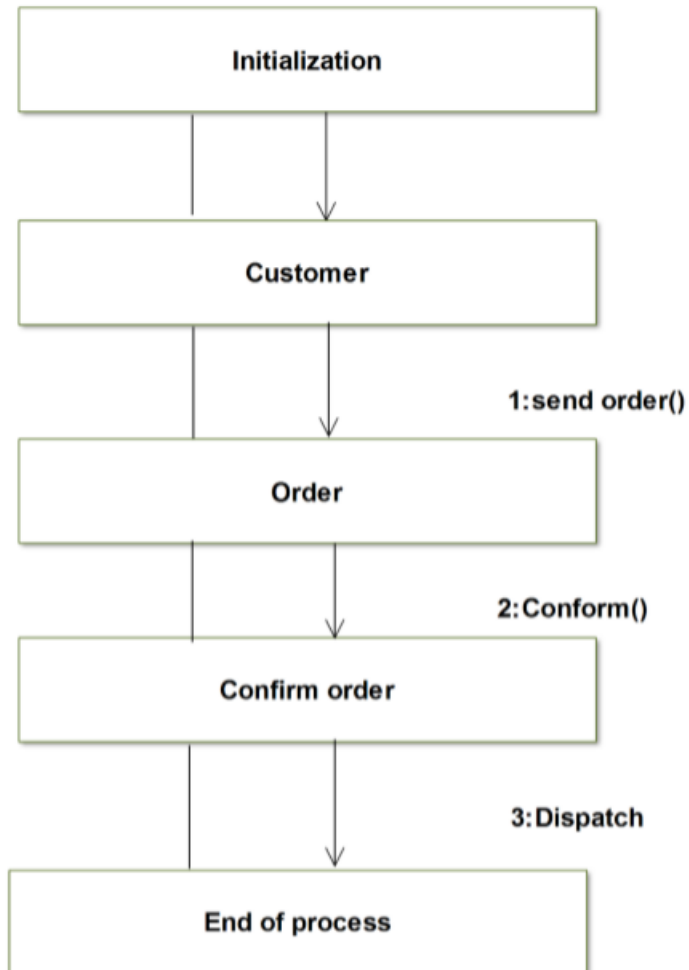 Initialization
Customer
1:send order()
Order
2:Conform()
Confirm order
3:Dispatch
End of process